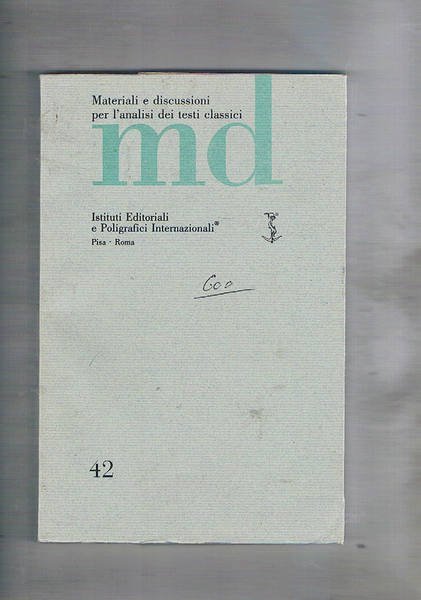 Materiali e discussioni
per l'analisi dei testi classici
md
Istituti Editoriali
e Poligrafici Internazionali®
Pisa - Roma
600
42